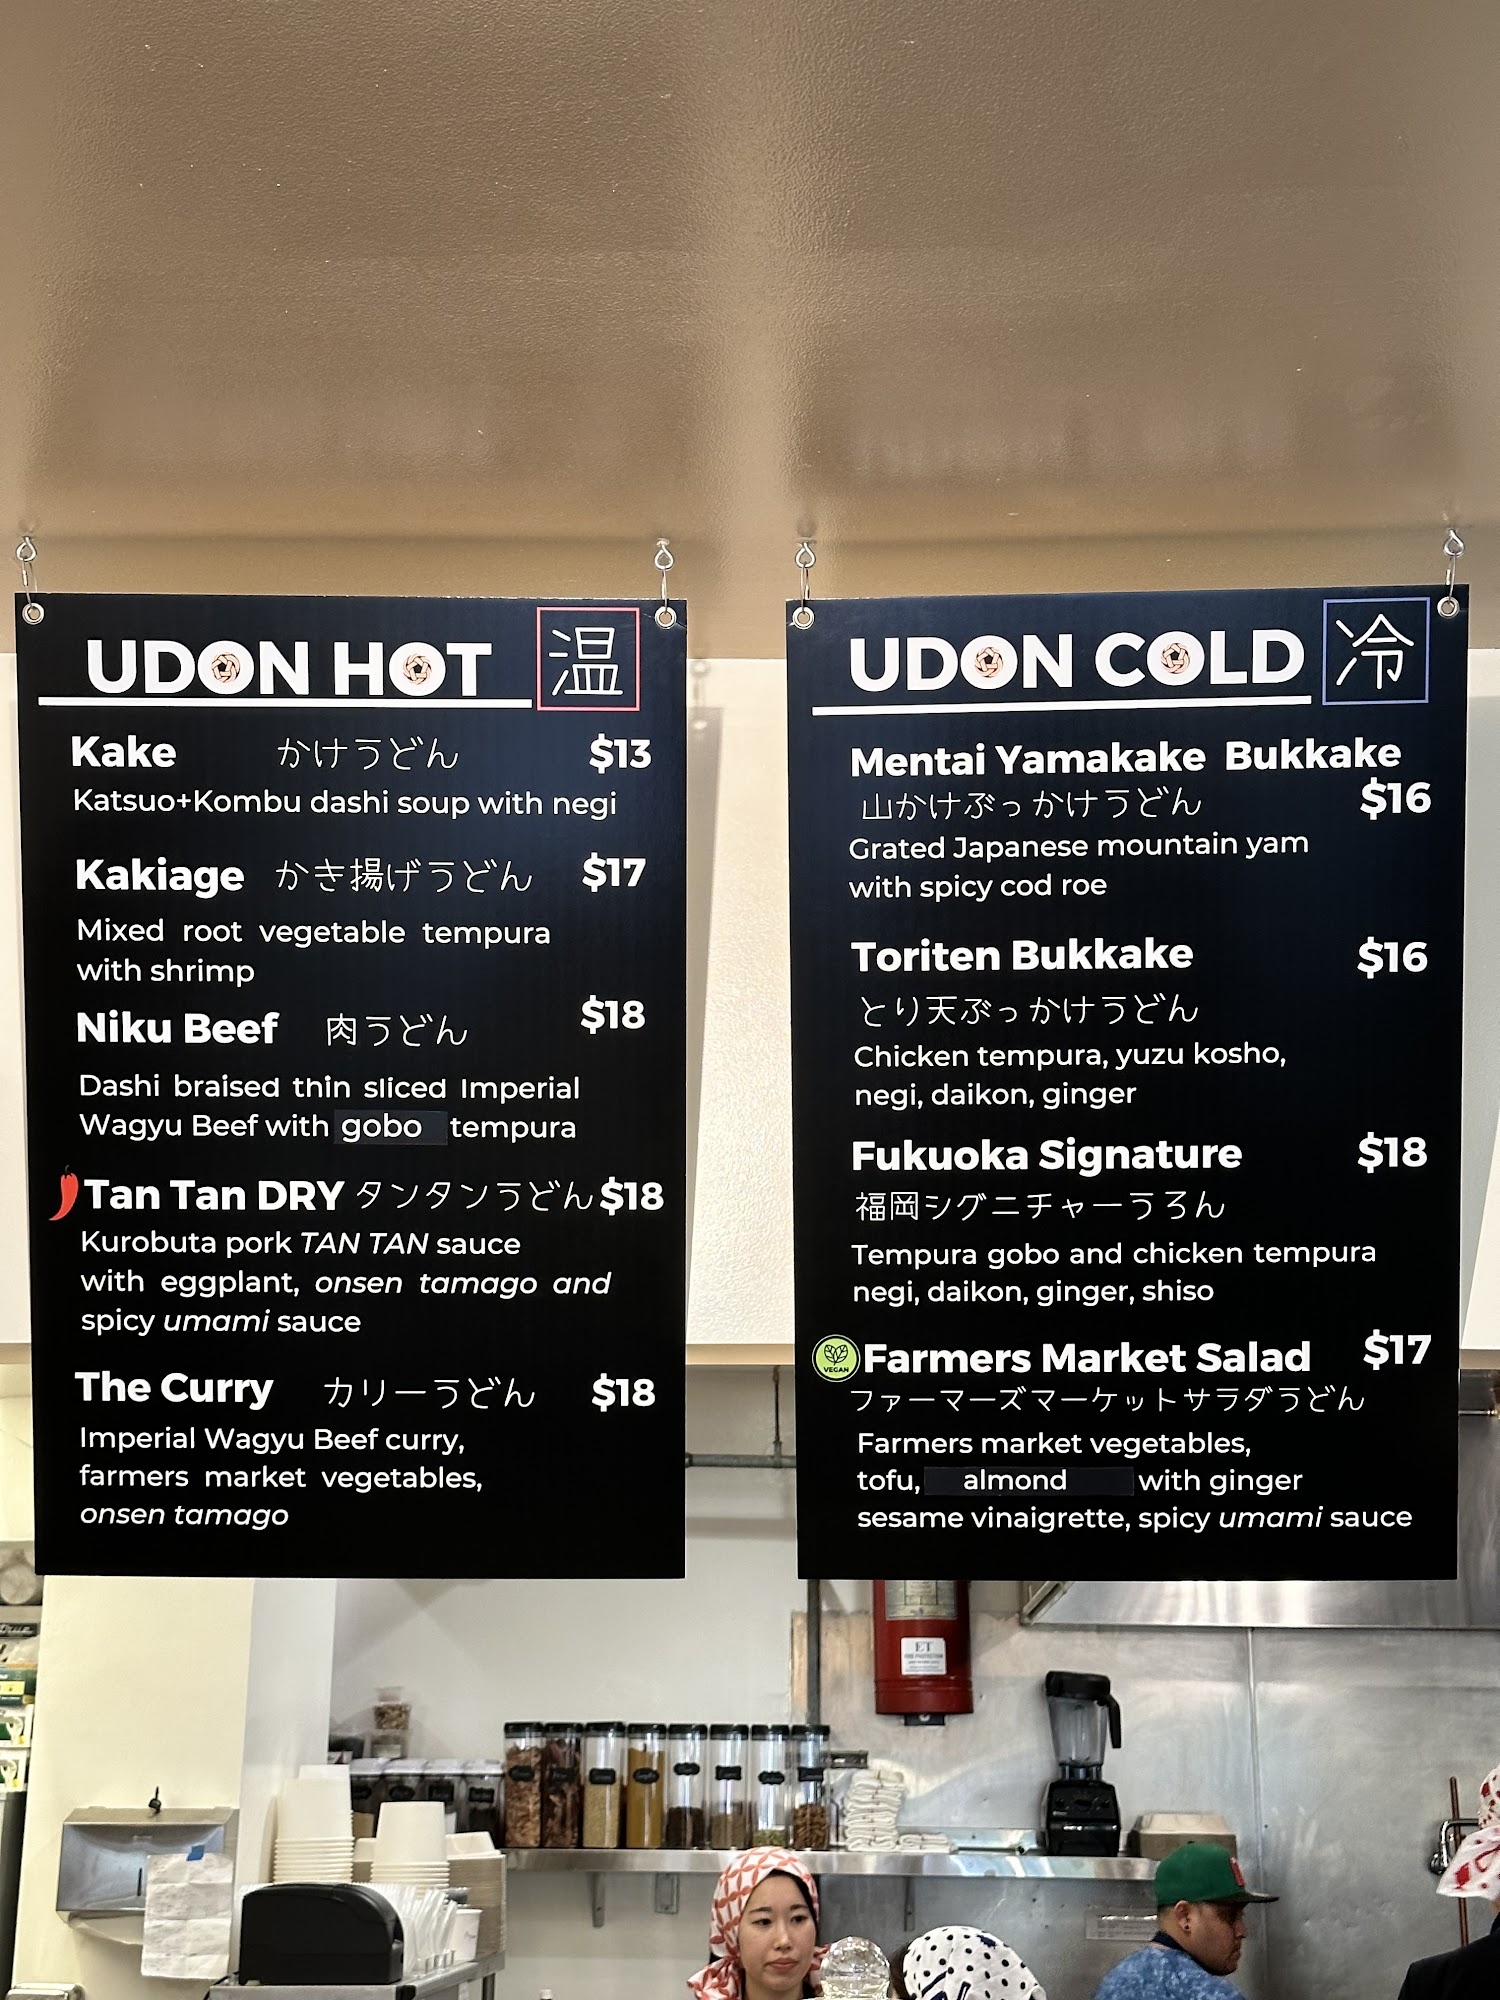 UDON HOT 温
Kake かけうどん $13
Katsuo+Kombu dashi soup with negi
Kakiage かき揚げうどん $17
Mixed root vegetable tempura
with shrimp
Niku Beef 肉うどん $18
Dashi braised thin sliced Imperial
Wagyu Beef with gobo tempura
Tan Tan DRY タンタンうどん $18
Kurobuta pork TAN TAN sauce
with eggplant, onsen tamago and
spicy umami sauce
The Curry カリーうどん $18
Imperial Wagyu Beef curry,
farmers market vegetables,
onsen tamago
UDON COLD 冷
Mentai Yamakake Bukkake
山かけぶっかけうどん $16
Grated Japanese mountain yam
with spicy cod roe
Toriten Bukkake $16
とり天ぶっかけうどん
Chicken tempura, yuzu kosho,
negi, daikon, ginger
Fukuoka Signature $18
福岡シグニチャーうろん
Tempura gobo and chicken tempura
negi, daikon, ginger, shiso
VEGAN Farmers Market Salad $17
ファーマーズマーケットサラダうどん
Farmers market vegetables,
tofu, almond with ginger
sesame vinaigrette, spicy umami sauce
ET